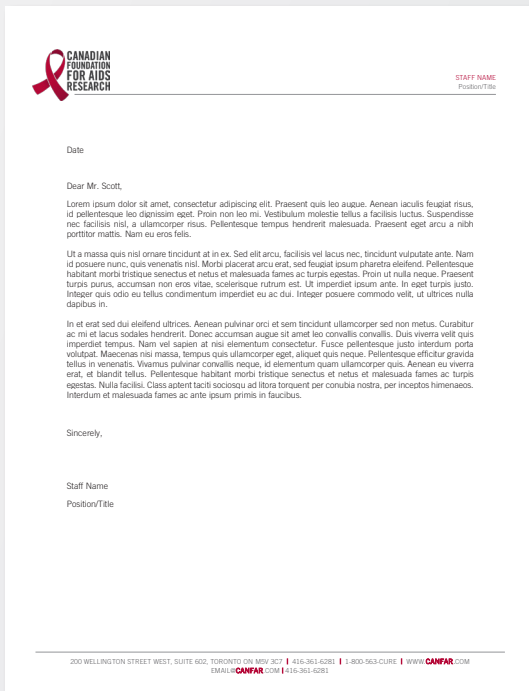 CANADIAN
FOUNDATION
FOR AIDS
RESEARCH
STAFF NAME
Position/Title
Date
Dear Mr. Scott,
Lorem ipsum dolor sit amet, consectetur adipiscing elit. Praesent quis leo augue. Aenean iaculis feugiat risus,
id pellentesque leo dignissim eget. Proin non leo mi. Vestibulum molestie tellus a facilisis luctus. Suspendisse
nec facilisis nisl, a ullamcorper risus. Pellentesque tempus hendrerit malesuada. Praesent eget arcu a nibh
porttitor mattis. Nam eu eros felis.
Ut a massa quis nisl ornare tincidunt at in ex. Sed elit arcu, facilisis vel lacus nec, tincidunt vulputate ante. Nam
id posuere nunc, quis venenatis nisl. Morbi placerat arcu erat, sed feugiat ipsum pharetra eleifend. Pellentesque
habitant morbi tristique senectus et netus et malesuada fames ac turpis egestas. Proin ut nulla neque. Praesent
turpis purus, accumsan non eros vitae, scelerisque rutrum est. Ut imperdiet ipsum ante. In eget turpis justo.
Integer quis odio eu tellus condimentum imperdiet eu ac dui. Integer posuere commodo velit, ut ultrices nulla
dapibus in.
In et erat sed dui eleifend ultrices. Aenean pulvinar orci et sem tincidunt ullamcorper sed non metus. Curabitur
ac mi et lacus sodales hendrerit. Donec accumsan augue sit amet leo convallis convallis. Duis viverra velit quis
imperdiet tempus. Nam vel sapien at nisi elementum consectetur. Fusce pellentesque justo interdum porta
volutpat. Maecenas nisi massa, tempus quis ullamcorper eget, aliquet quis neque. Pellentesque efficitur gravida
tellus in venenatis. Vivamus pulvinar convallis neque, id elementum quam ullamcorper quis. Aenean eu viverra
erat, et blandit tellus. Pellentesque habitant morbi tristique senectus et netus et malesuada fames ac turpis
egestas. Nulla facilisi. Class aptent taciti sociosqu ad litora torquent per conubia nostra, per inceptos himenaeos.
Interdum et malesuada fames ac ante ipsum primis in faucibus.
Sincerely,
Staff Name
Position/Title
200 WELLINGTON STREET WEST, SUITE 602, TORONTO ON M5V 3C7 | 416-361-6281 | 1-800-563-CURE | WWW.CANFAR.COM
EMAIL@CANFAR.COM | 416-361-6281